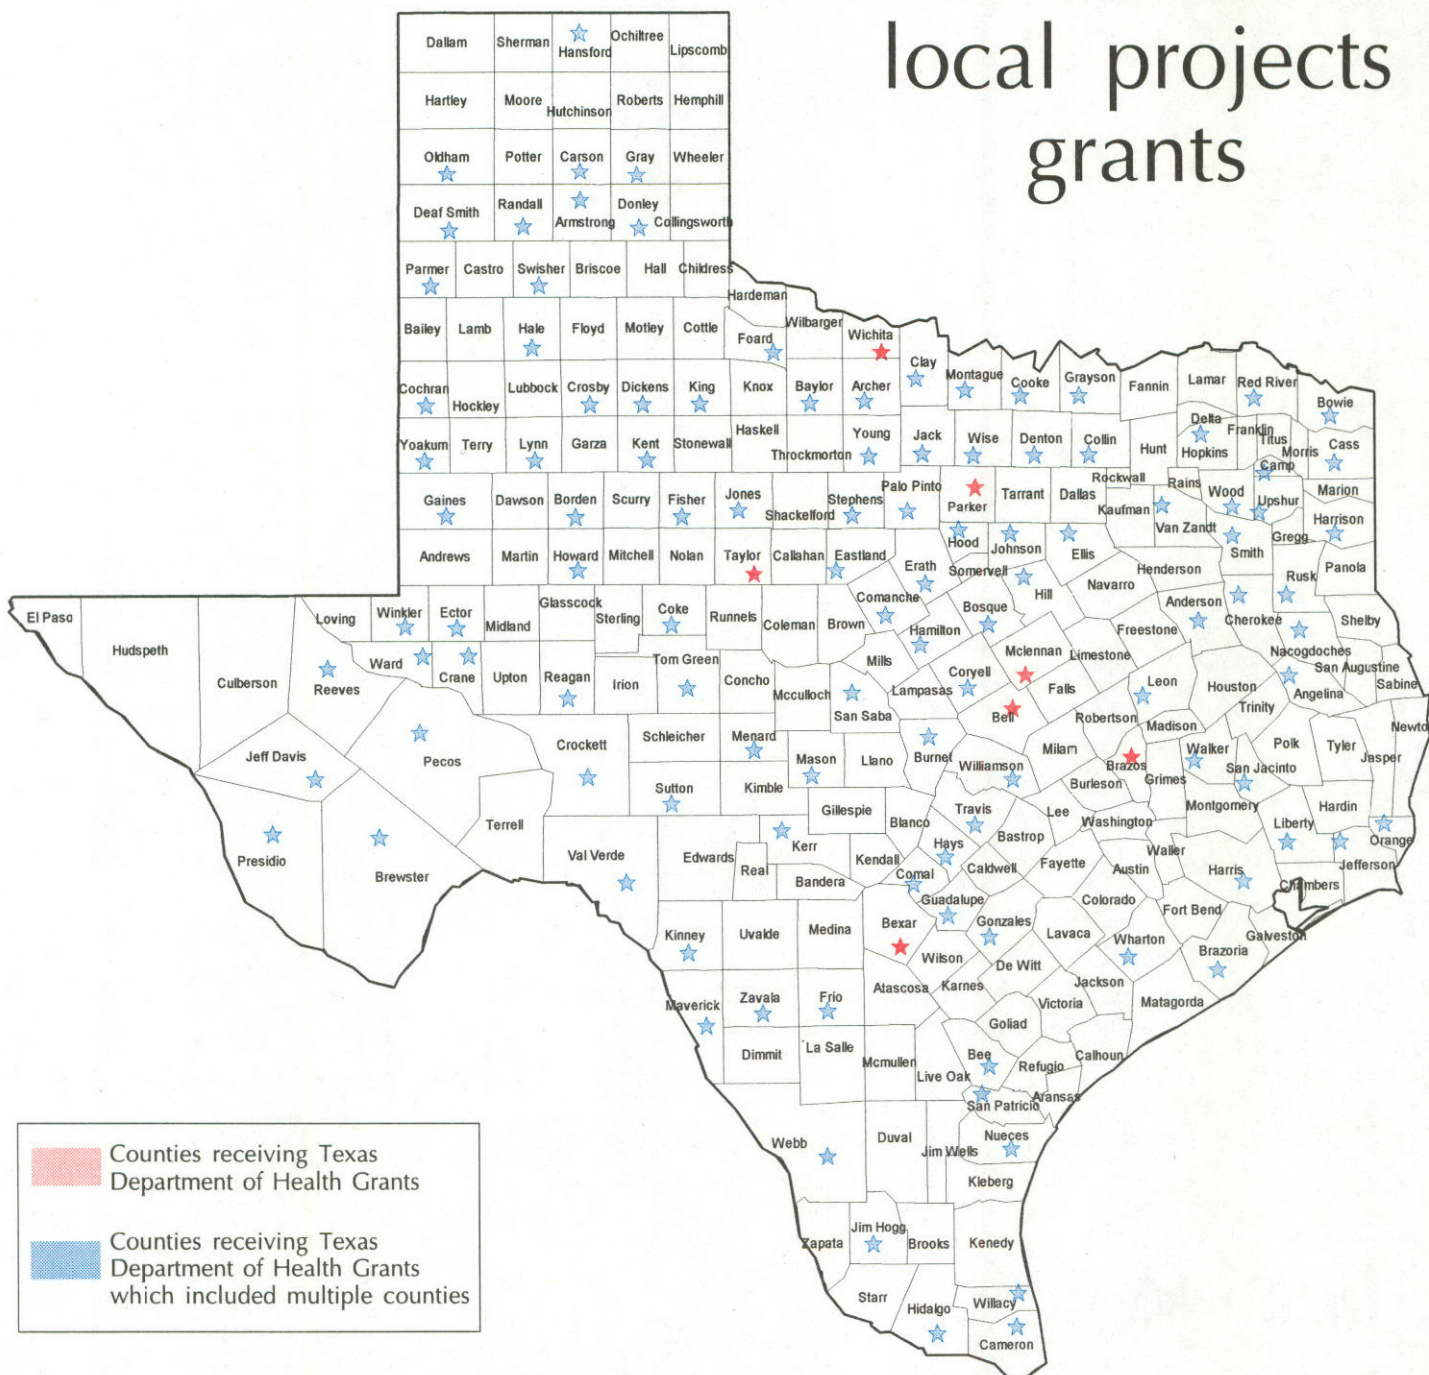 local projects
grants
Dallam Sherman Hansford Ochiltree Lipscomb
Hartley Moore Hutchinson Roberts Hemphill
Oldham Potter Carson Gray Wheeler
Deaf Smith Randall Armstrong Donley Collingsworth
Parmer Castro Swisher Briscoe Hall Childress
Hardeman
Bailey Lamb Hale Floyd Motley Cottle Foard Wilbarger Wichita
Clay Montague Cooke Grayson Fannin Lamar Red River Bowie
Cochran Hockley Lubbock Crosby Dickens King Knox Baylor Archer
Delta Franklin Titus Morris Cass
Yoakum Terry Lynn Garza Kent Stonewall Haskell Throckmorton Young Jack Wise Denton Collin Hunt Hopkins Camp
Rockwall Rains Wood Upshur Marion
Gaines Dawson Borden Scurry Fisher Jones Shackelford Stephens Palo Pinto Parker Tarrant Dallas Kaufman Van Zandt Gregg Harrison
Hood Johnson Ellis Smith
Andrews Martin Howard Mitchell Nolan Taylor Callahan Eastland Erath Somervell Navarro Henderson Rusk Panola
El Paso Hudspeth Culberson Loving Winkler Ector Midland Glasscock Sterling Coke Runnels Coleman Brown Comanche Bosque Hill Freestone Anderson Cherokee Shelby
Hamilton Nacogdoches
Reeves Ward Crane Upton Reagan Irion Tom Green Concho Mcculloch Mills San Saba Lampasas Coryell Mclennan Limestone Falls Leon Houston Angelina San Augustine Sabine
Bell Robertson Madison Trinity Newto
Jeff Davis Pecos Crockett Schleicher Menard Mason Llano Burnet Williamson Milam Brazos Grimes Walker San Jacinto Polk Tyler Jasper
Burleson
Sutton Kimble Gillespie Blanco Travis Lee Washington Montgomery Hardin
Presidio Brewster Terrell Val Verde Edwards Real Kerr Kendall Hays Bastrop Waller Liberty Orange
Bandera Comal Caldwell Fayette Austin Harris Chambers Jefferson
Guadalupe Gonzales Colorado Fort Bend
Kinney Uvalde Medina Bexar Wilson Lavaca Wharton Brazoria Galveston
De Witt
Maverick Zavala Frio Atascosa Karnes Jackson Victoria Matagorda
Goliad
Dimmit La Salle Mcmullen Live Oak Bee Refugio Calhoun
San Patricio Aransas
Webb Duval Jim Wells Nueces
Kleberg
Zapata Jim Hogg Brooks Kenedy
Starr Hidalgo Willacy
Cameron
Counties receiving Texas
Department of Health Grants
Counties receiving Texas
Department of Health Grants
which included multiple counties